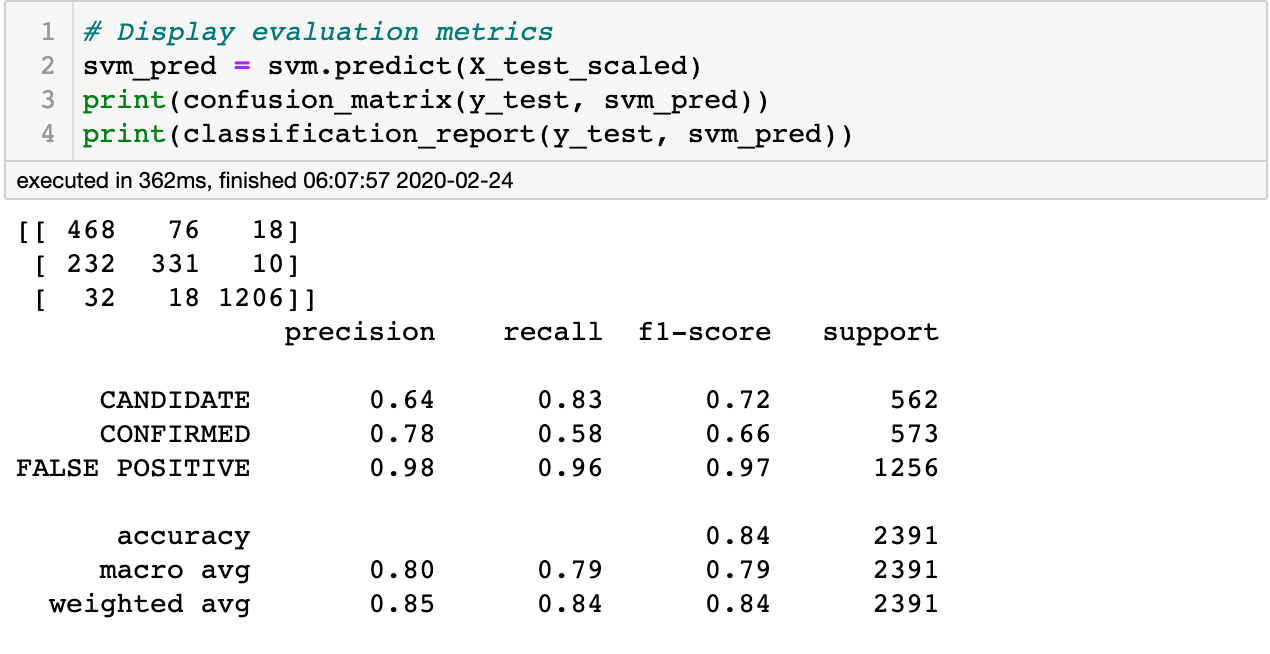 1 # Display evaluation metrics
2 svm_pred = svm.predict(X_test_scaled)
3 print(confusion_matrix(y_test, svm_pred))
4 print(classification_report(y_test, svm_pred))
executed in 362ms, finished 06:07:57 2020-02-24
[[ 468   76   18]
 [ 232  331   10]
 [  32   18 1206]]
                precision    recall  f1-score   support

     CANDIDATE       0.64      0.83      0.72       562
     CONFIRMED       0.78      0.58      0.66       573
FALSE POSITIVE       0.98      0.96      0.97      1256

      accuracy                           0.84      2391
     macro avg       0.80      0.79      0.79      2391
  weighted avg       0.85      0.84      0.84      2391